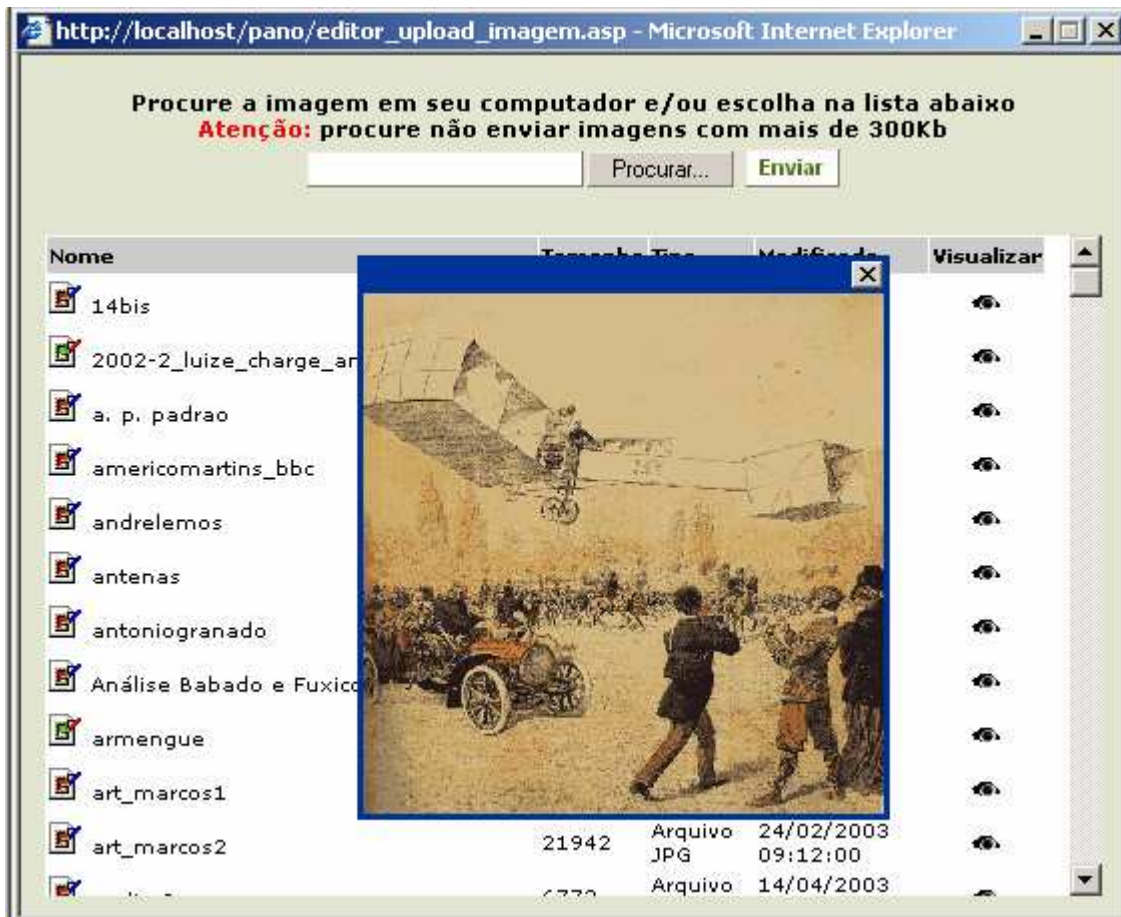 http://localhost/pano/editor_upload_imagem.asp - Microsoft Internet Explorer
Procure a imagem em seu computador e/ou escolha na lista abaixo
Atenção: procure não enviar imagens com mais de 300Kb
Procurar... Enviar
Nome Tamanho Tipo Modificado Visualizar
14bis
2002-2_luize_charge_ar
a. p. padrao
americomartins_bbc
andrelemos
antenas
antoniogranado
Análise Babado e Fuxico
armengue
art_marcos1
art_marcos2 21942 Arquivo JPG 24/02/2003 09:12:00
Arquivo 14/04/2003